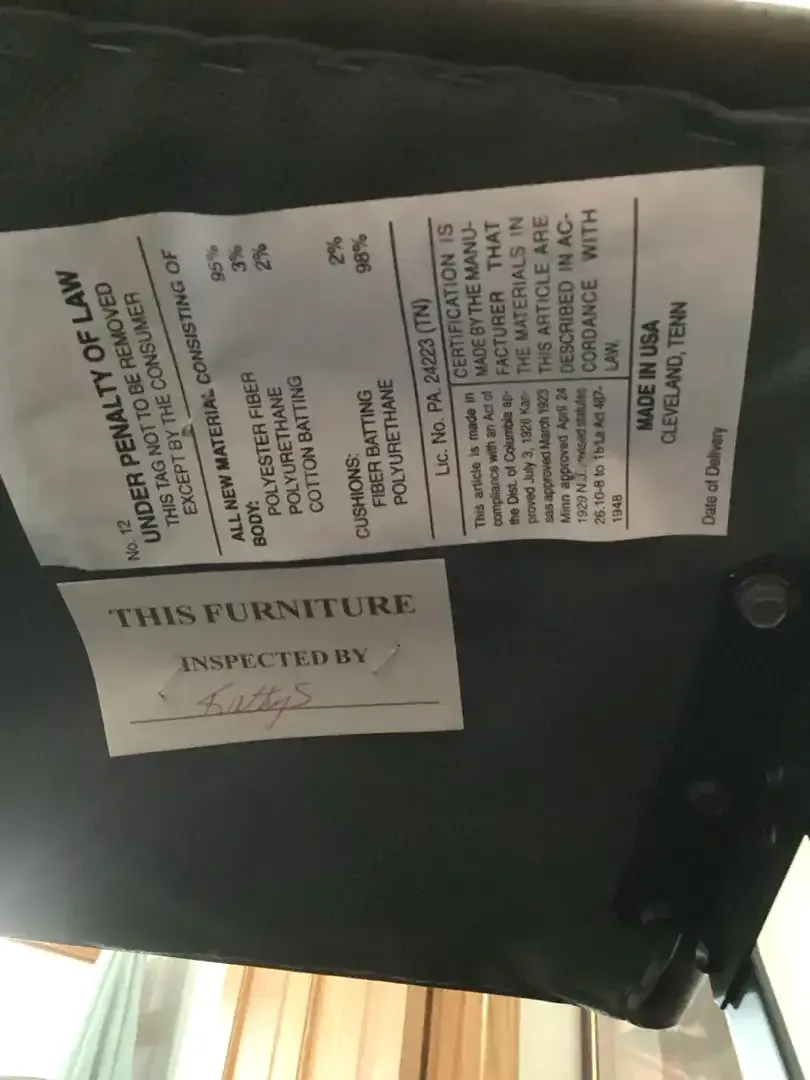 No. 12
UNDER PENALTY OF LAW
THIS TAG NOT TO BE REMOVED
EXCEPT BY THE CONSUMER
ALL NEW MATERIAL CONSISTING OF
BODY:
POLYESTER FIBER 95%
POLYURETHANE 3%
COTTON BATTING 2%
CUSHIONS:
FIBER BATTING 2%
POLYURETHANE 98%
Lic. No. PA. 24223 (TN)
This article is made in
compliance with an Act of
the Dist. of Columbia ap-
proved July 3, 1926 Kan-
sas approved March 1923
Minn approved April 24
1929 N.J. revised statutes
26.10-8 to 1b La Act 467-
1948
CERTIFICATION IS
MADE BY THE MANU-
FACTURER THAT
THE MATERIALS IN
THIS ARTICLE ARE
DESCRIBED IN AC-
CORDANCE WITH
LAW.
MADE IN USA
CLEVELAND, TENN
Date of Delivery
THIS FURNITURE
INSPECTED BY
Kathy S